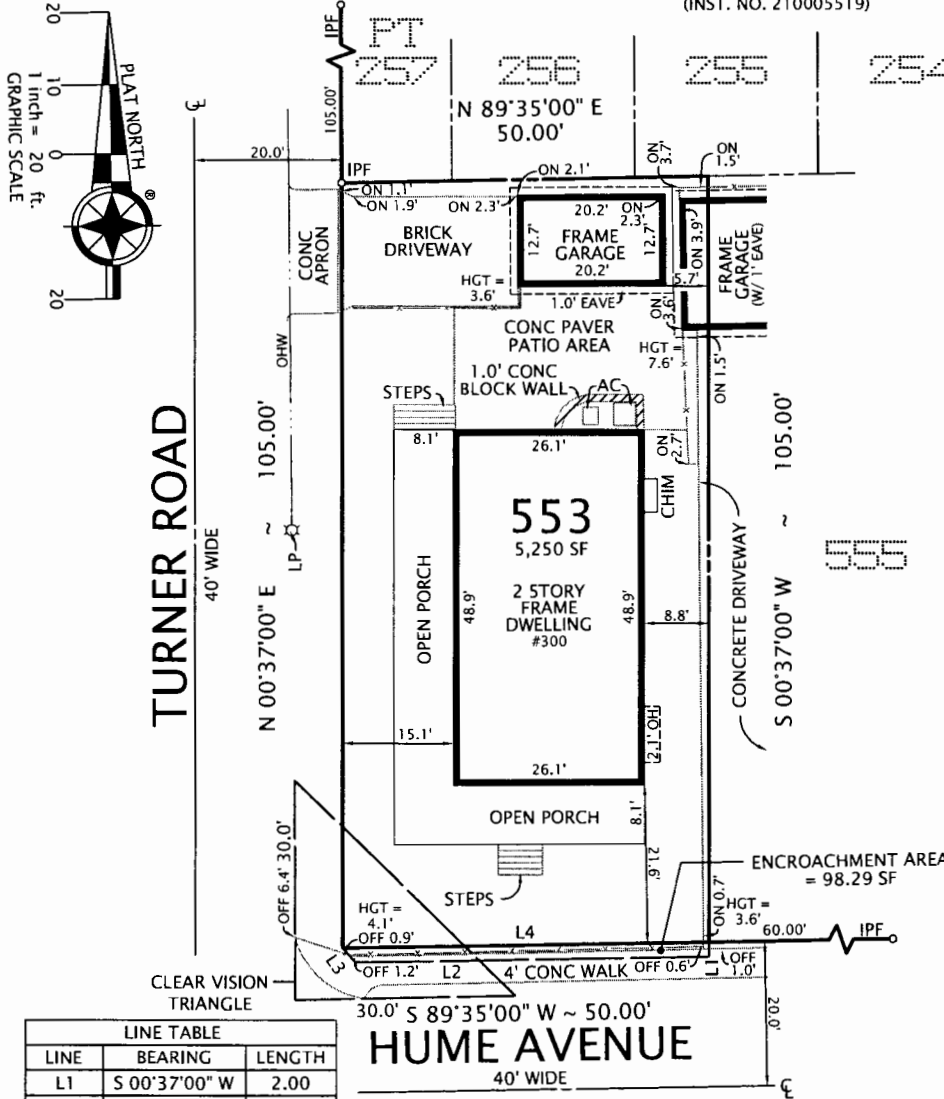 (INST. NO. 210005519)
20
10
0
20
1 inch = 20 ft.
GRAPHIC SCALE
PLAT NORTH
®
IPF
105.00'
PT
257
256
255
254
N 89°35'00" E
50.00'
20.0'
IPF
ON 1.1'
ON 1.9'
ON 2.3'
ON 2.1'
ON 3.7'
ON 1.5'
CONC APRON
BRICK
DRIVEWAY
20.2'
12.7'
FRAME
GARAGE
20.2'
12.7'
ON 2.3'
ON 3.9'
5.7'
FRAME
GARAGE
(W/ 1' EAVE)
HGT =
3.6'
1.0' EAVE
ON 3.6'
CONC PAVER
PATIO AREA
HGT =
7.6'
ON 1.5'
OHW
1.0' CONC
BLOCK WALL
AC
STEPS
8.1'
26.1'
ON 2.7'
CHIM
TURNER ROAD
40' WIDE
N 00°37'00" E ~ 105.00'
LP
OPEN PORCH
48.9'
553
5,250 SF
2 STORY
FRAME
DWELLING
#300
48.9'
8.8'
CONCRETE DRIVEWAY
S 00°37'00" W ~ 105.00'
555
15.1'
2.1' OH
26.1'
OPEN PORCH
8.1'
21.6'
STEPS
ENCROACHMENT AREA
= 98.29 SF
OFF 6.4'
30.0'
HGT =
4.1'
OFF 0.9'
L4
ON 0.7'
HGT =
3.6'
60.00'
IPF
L3
OFF 1.2'
L2
4' CONC WALK
OFF 0.6'
L1
OFF
1.0'
CLEAR VISION
TRIANGLE
30.0'
S 89°35'00" W ~ 50.00'
20.0'
HUME AVENUE
40' WIDE
LINE TABLE
LINE BEARING LENGTH
L1 S 00°37'00" W 2.00